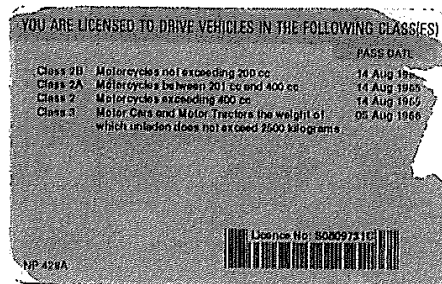 YOU ARE LICENSED TO DRIVE VEHICLES IN THE FOLLOWING CLASS(ES)
PASS DATE
Class 2B Motorcycles not exceeding 200 cc 14 Aug
Class 2A Motorcycles between 201 cc and 400 cc 14 Aug
Class 2 Motorcycles exceeding 400 cc 14 Aug
Class 3 Motor Cars and Motor Tractors the weight of 05 Aug
which unladen does not exceed 2500 kilograms
Licence No:
NP 428A